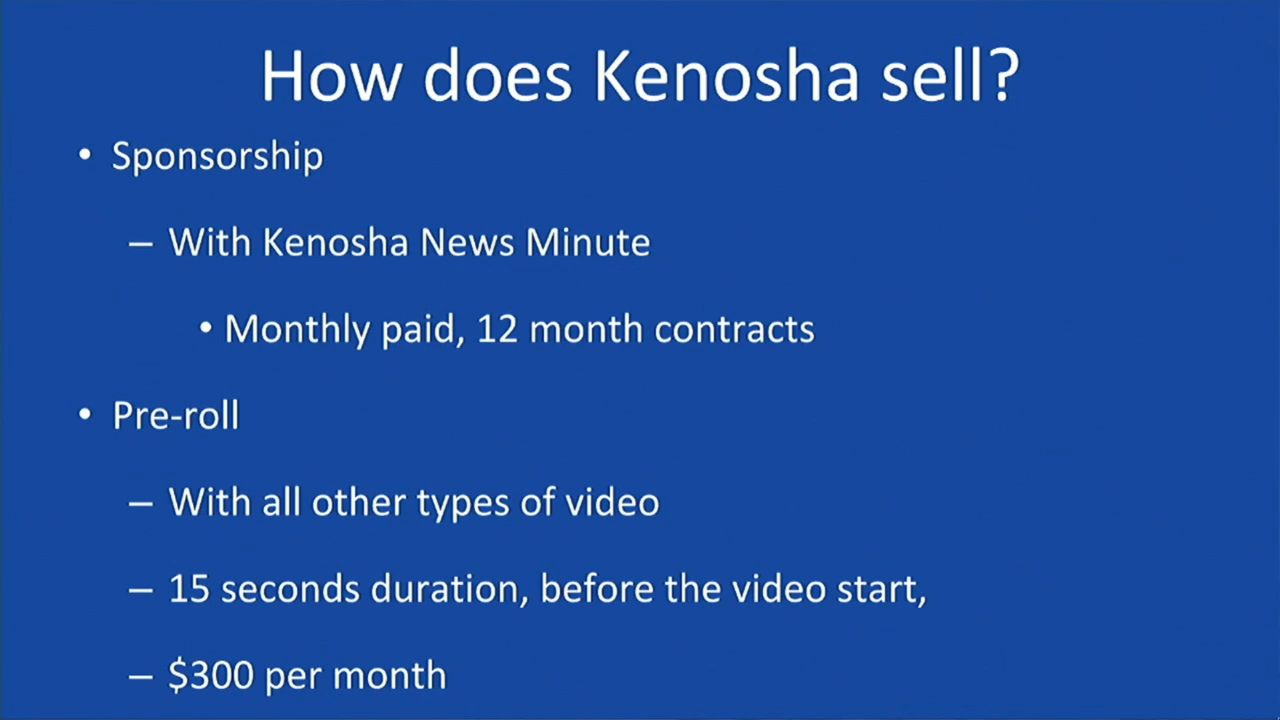 How does Kenosha sell?
• Sponsorship
– With Kenosha News Minute
• Monthly paid, 12 month contracts
• Pre-roll
– With all other types of video
– 15 seconds duration, before the video start,
– $300 per month